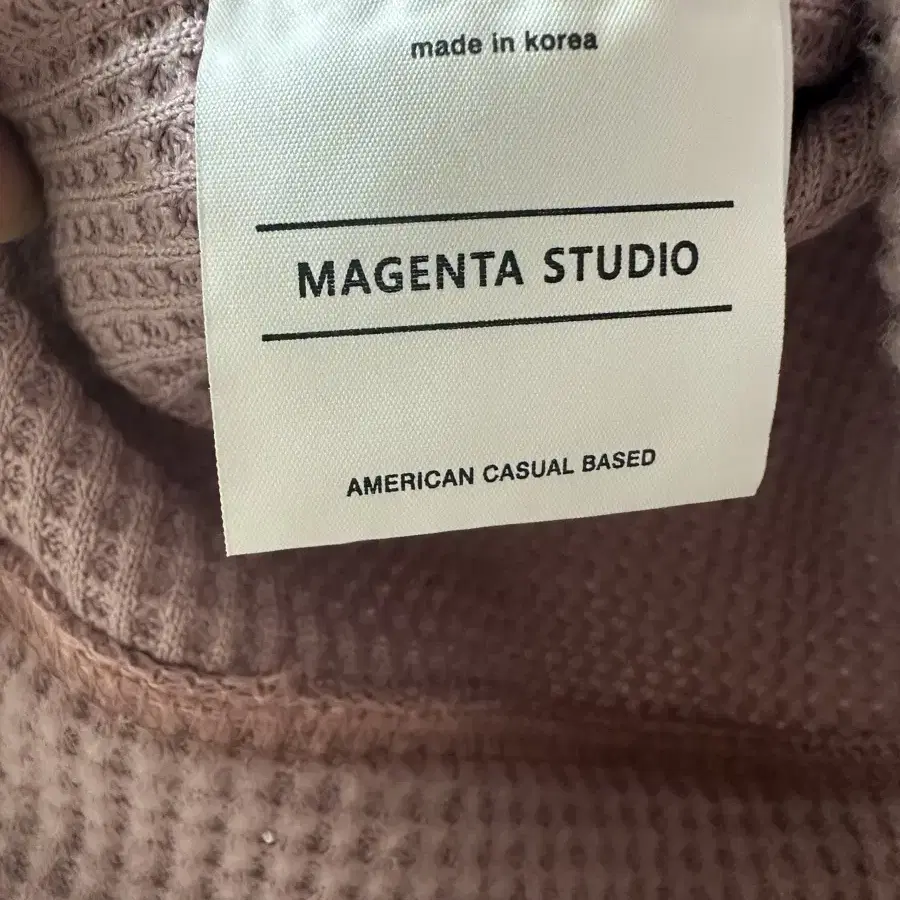 made in korea
MAGENTA STUDIO
AMERICAN CASUAL BASED